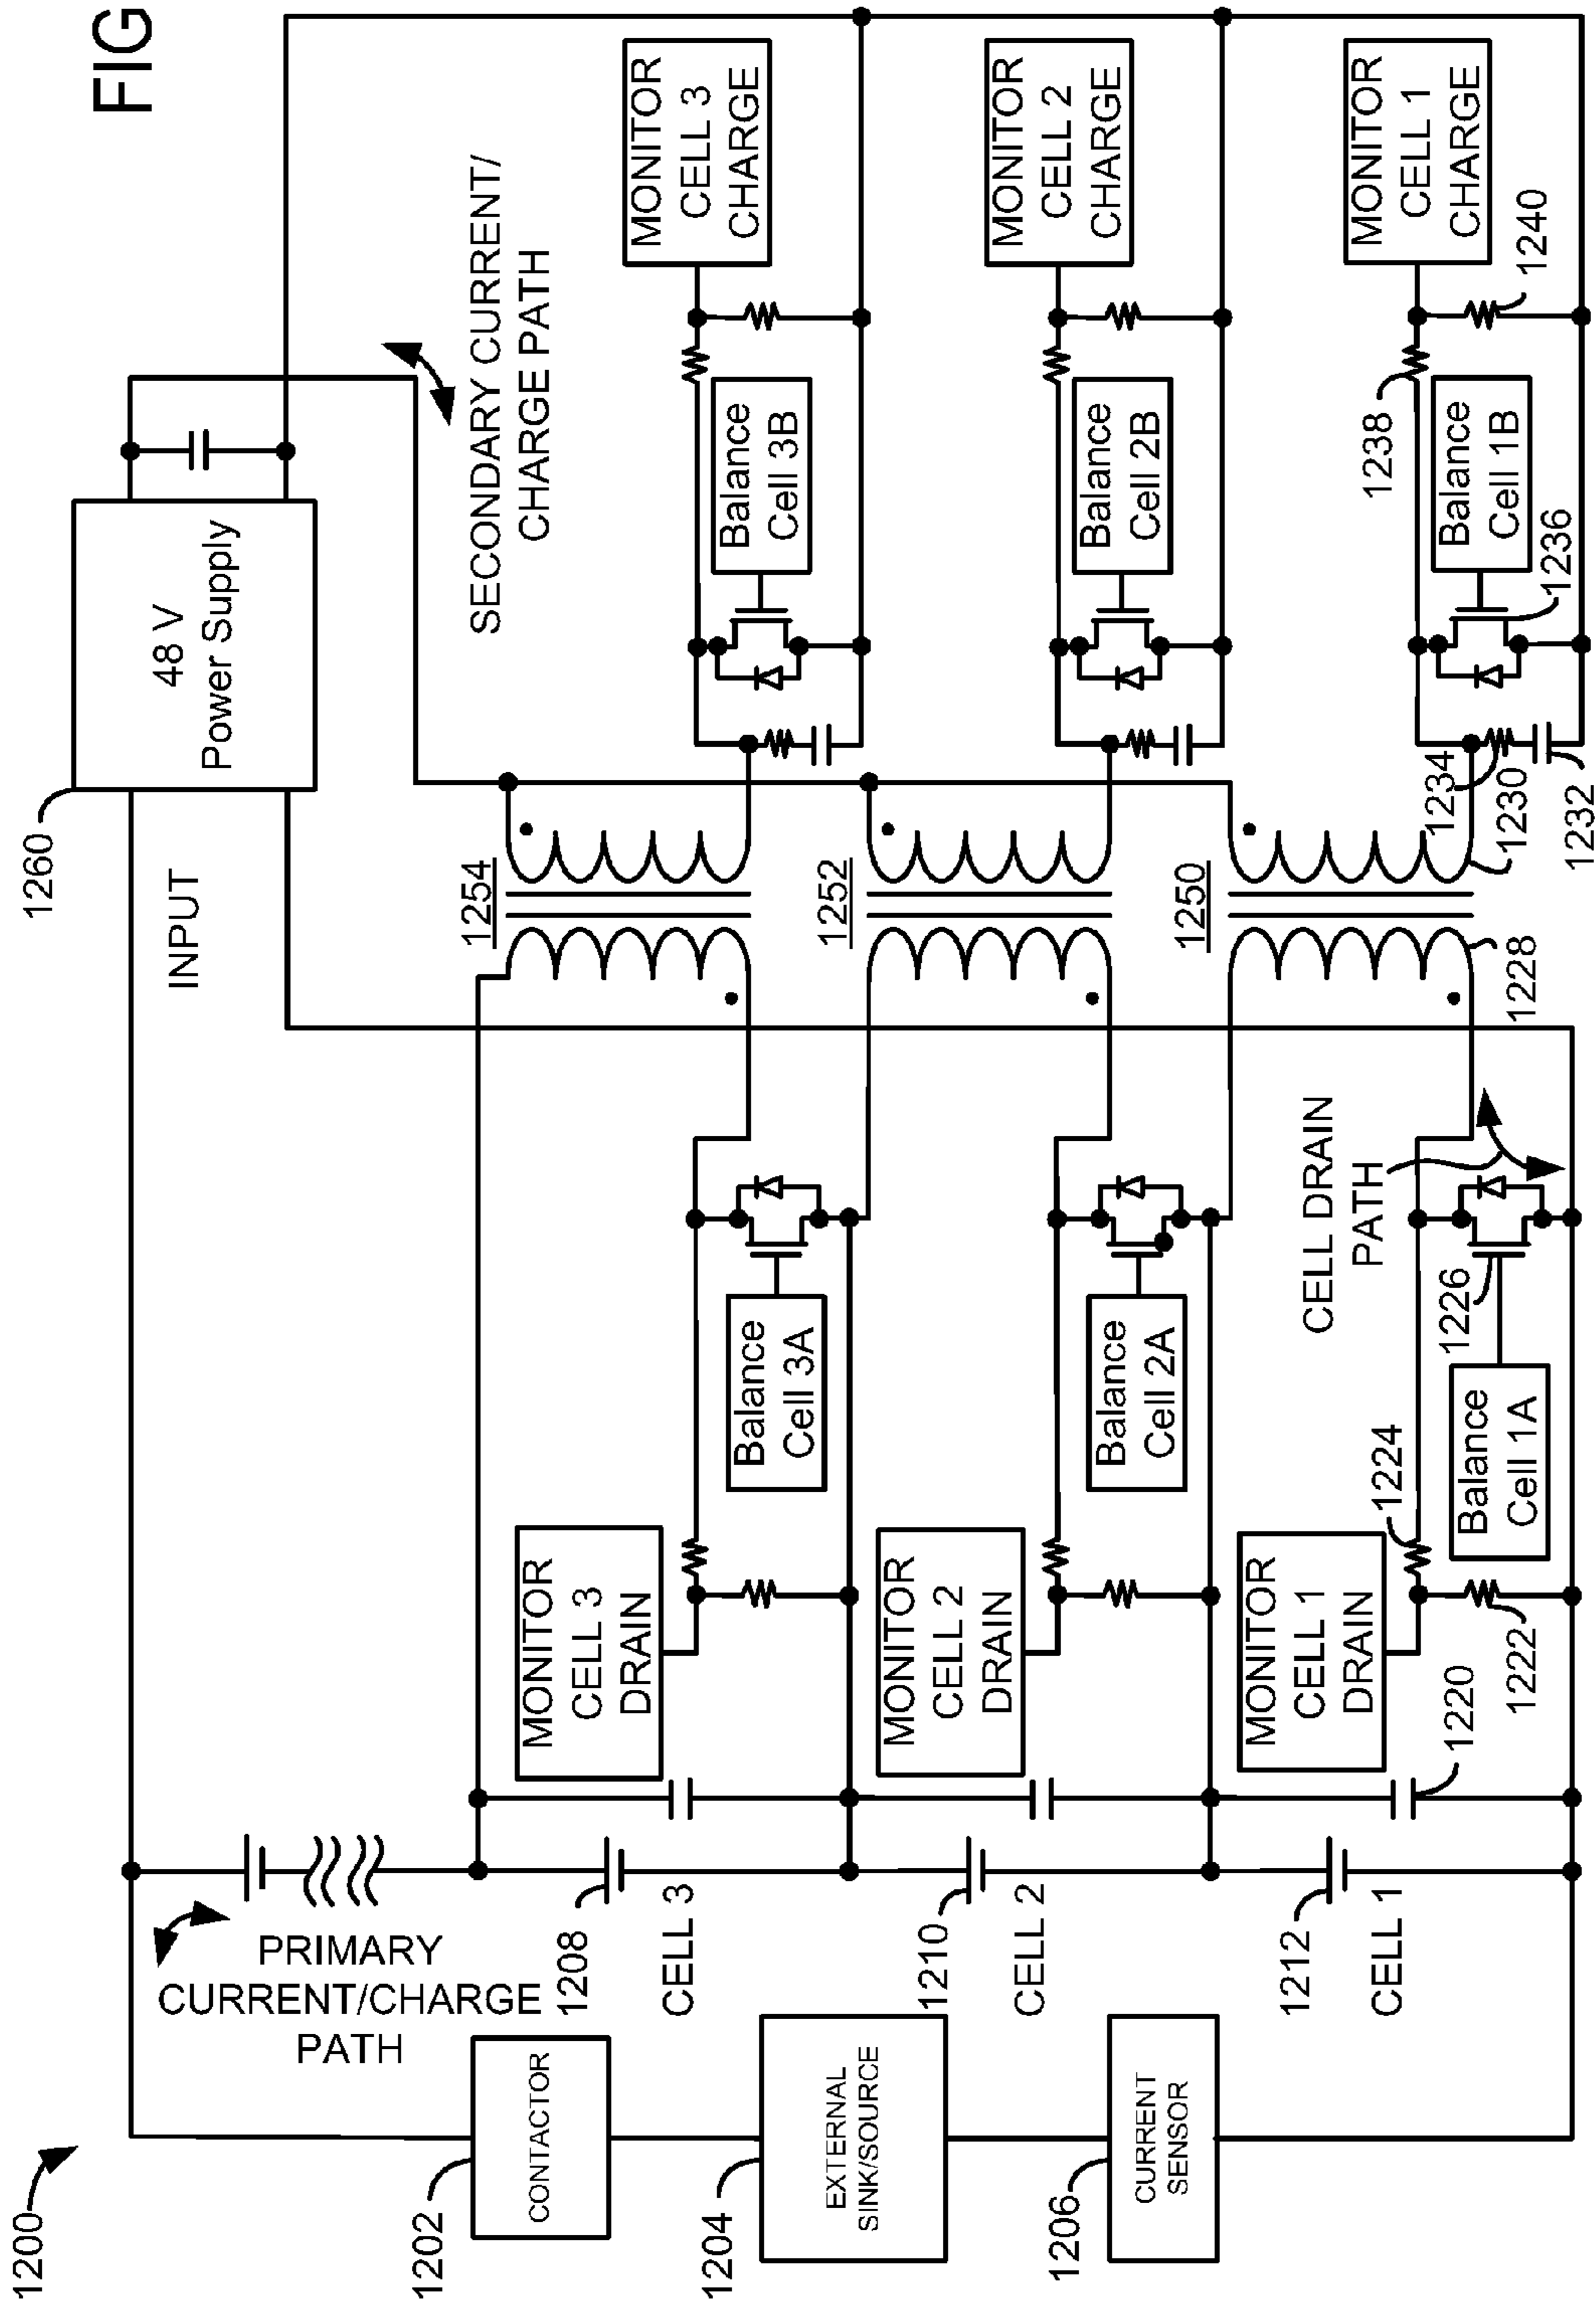 FIG
1200
1260
48 V
Power Supply
INPUT
SECONDARY CURRENT/
CHARGE PATH
PRIMARY
CURRENT/CHARGE
PATH
1202
CONTACTOR
1204
EXTERNAL
SINK/SOURCE
1206
CURRENT
SENSOR
1208
CELL 3
MONITOR
CELL 3
DRAIN
Balance
Cell 3A
1254
Balance
Cell 3B
MONITOR
CELL 3
CHARGE
1210
CELL 2
MONITOR
CELL 2
DRAIN
Balance
Cell 2A
1252
Balance
Cell 2B
MONITOR
CELL 2
CHARGE
1212
CELL 1
MONITOR
CELL 1
DRAIN
1220
1222
1224
Balance
Cell 1A
1226
CELL DRAIN
PATH
1250
1228
1230
1232
1234
1236
Balance
Cell 1B
1238
1240
MONITOR
CELL 1
CHARGE